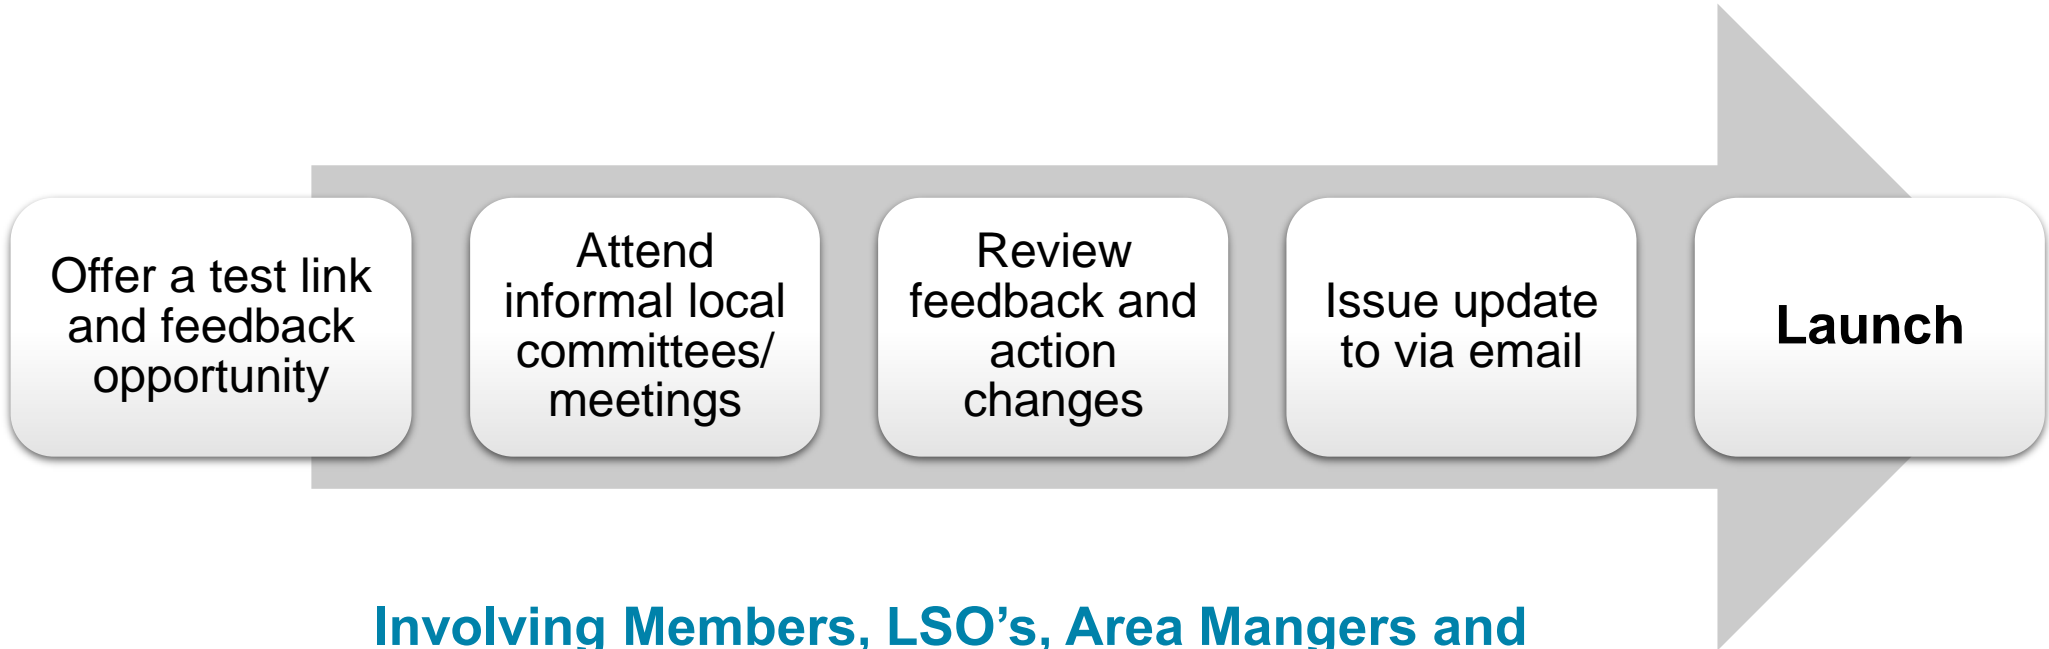 Offer a test link
and feedback
opportunity
Attend
informal local
committees/
meetings
Review
feedback and
action
changes
Issue update
to via email
Launch
Involving Members, LSO’s, Area Mangers and